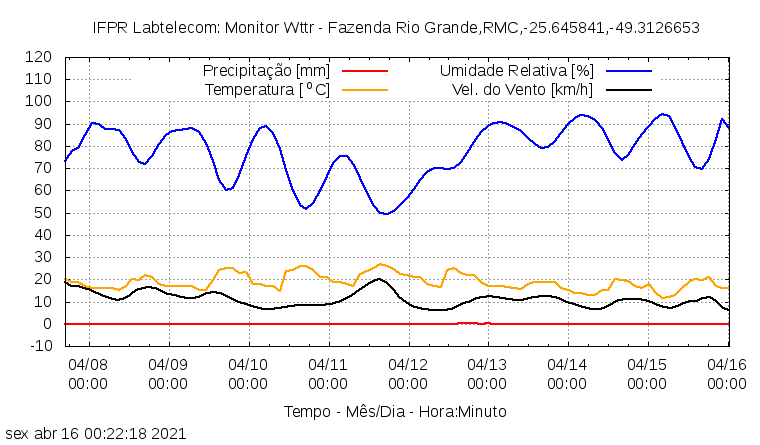 IFPR Labtelecom: Monitor Wttr - Fazenda Rio Grande,RMC,-25.645841,-49.3126653
Precipitação [mm]
Umidade Relativa [%]
Temperatura [⁰C]
Vel. do Vento [km/h]
120
110
100
90
80
70
60
50
40
30
20
10
0
-10
04/08 04/09 04/10 04/11 04/12 04/13 04/14 04/15 04/16
00:00 00:00 00:00 00:00 00:00 00:00 00:00 00:00 00:00
Tempo - Mês/Dia - Hora:Minuto
sex abr 16 00:22:18 2021